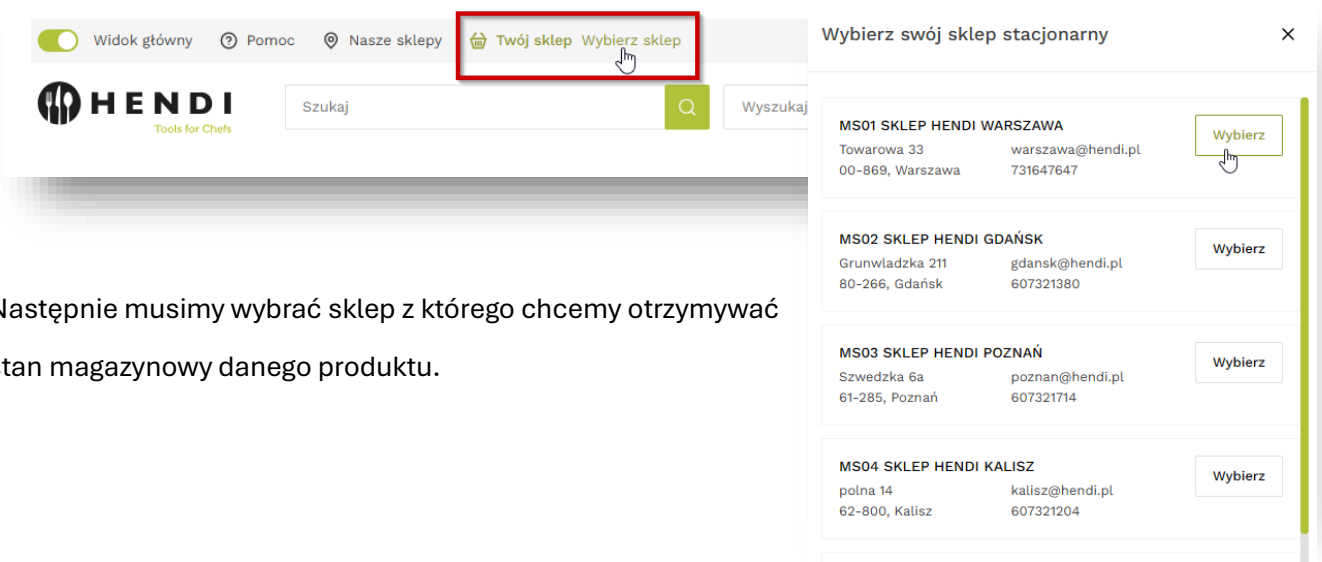 Widok główny Pomoc Nasze sklepy Twój sklep Wybierz sklep
HENDI
Tools for Chefs
Szukaj
Wyszukaj
Następnie musimy wybrać sklep z którego chcemy otrzymywać
stan magazynowy danego produktu.
Wybierz swój sklep stacjonarny
MS01 SKLEP HENDI WARSZAWA
Wybierz
Towarowa 33 warszawa@hendi.pl
00-869, Warszawa 731647647
MS02 SKLEP HENDI GDAŃSK
Wybierz
Grunwladzka 211 gdansk@hendi.pl
80-266, Gdańsk 607321380
MS03 SKLEP HENDI POZNAŃ
Wybierz
Szwedzka 6a poznan@hendi.pl
61-285, Poznań 607321714
MS04 SKLEP HENDI KALISZ
Wybierz
polna 14 kalisz@hendi.pl
62-800, Kalisz 607321204